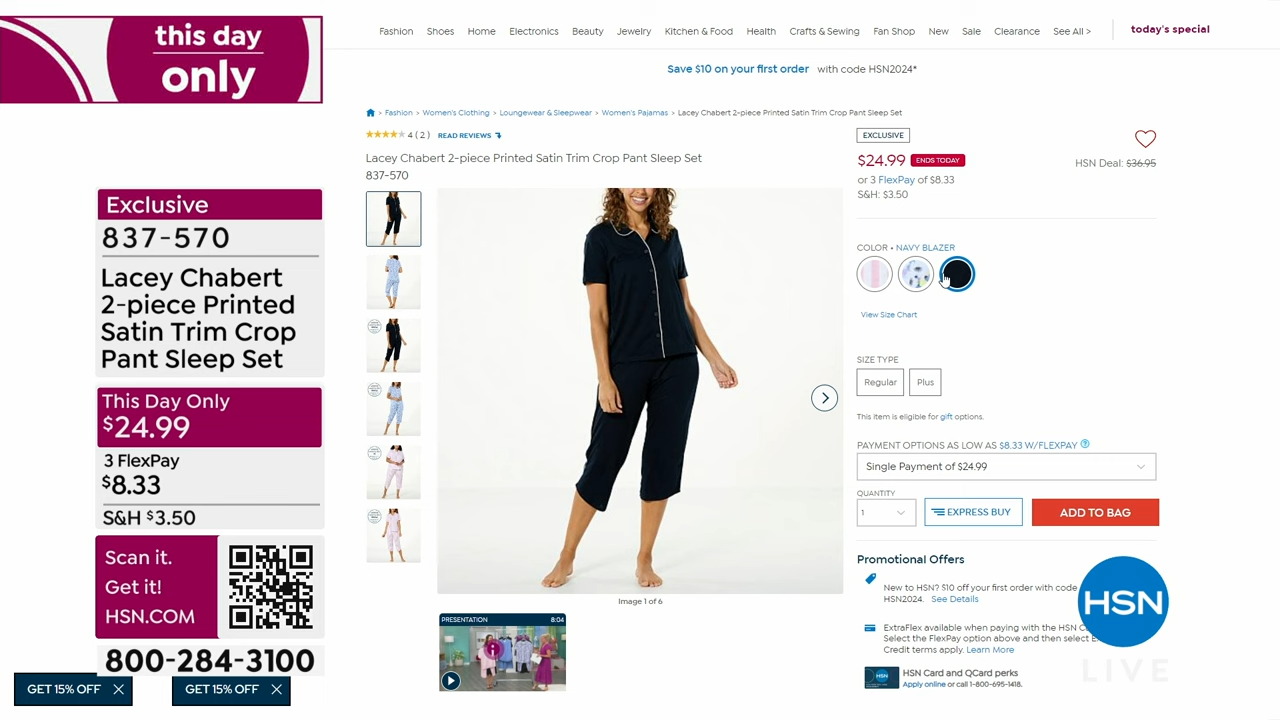 this day
only
Exclusive
837-570
Lacey Chabert
2-piece Printed
Satin Trim Crop
Pant Sleep Set
This Day Only
$24.99
3 FlexPay
$8.33
S&H $3.50
Scan it.
Get it!
HSN.COM
800-284-3100
GET 15% OFF
GET 15% OFF
Fashion Shoes Home Electronics Beauty Jewelry Kitchen & Food Health Crafts & Sewing Fan Shop New Sale Clearance See All > today's special
Save $10 on your first order with code HSN2024*
> Fashion > Women's Clothing > Loungewear & Sleepwear > Women's Pajamas > Lacey Chabert 2-piece Printed Satin Trim Crop Pant Sleep Set
4 ( 2 ) READ REVIEWS
Lacey Chabert 2-piece Printed Satin Trim Crop Pant Sleep Set
837-570
Image 1 of 6
PRESENTATION 8:04
EXCLUSIVE
$24.99 ENDS TODAY
HSN Deal: $36.95
or 3 FlexPay of $8.33
S&H: $3.50
COLOR • NAVY BLAZER
View Size Chart
SIZE TYPE
Regular Plus
This item is eligible for gift options.
PAYMENT OPTIONS AS LOW AS $8.33 W/FLEXPAY
Single Payment of $24.99
QUANTITY
1 EXPRESS BUY ADD TO BAG
Promotional Offers
New to HSN? $10 off your first order with code
HSN2024. See Details
ExtraFlex available when paying with the HSN
Select the FlexPay option above and then select
Credit terms apply. Learn More
HSN Card and QCard perks
Apply online or call 1-800-695-1418.
HSN
LIVE